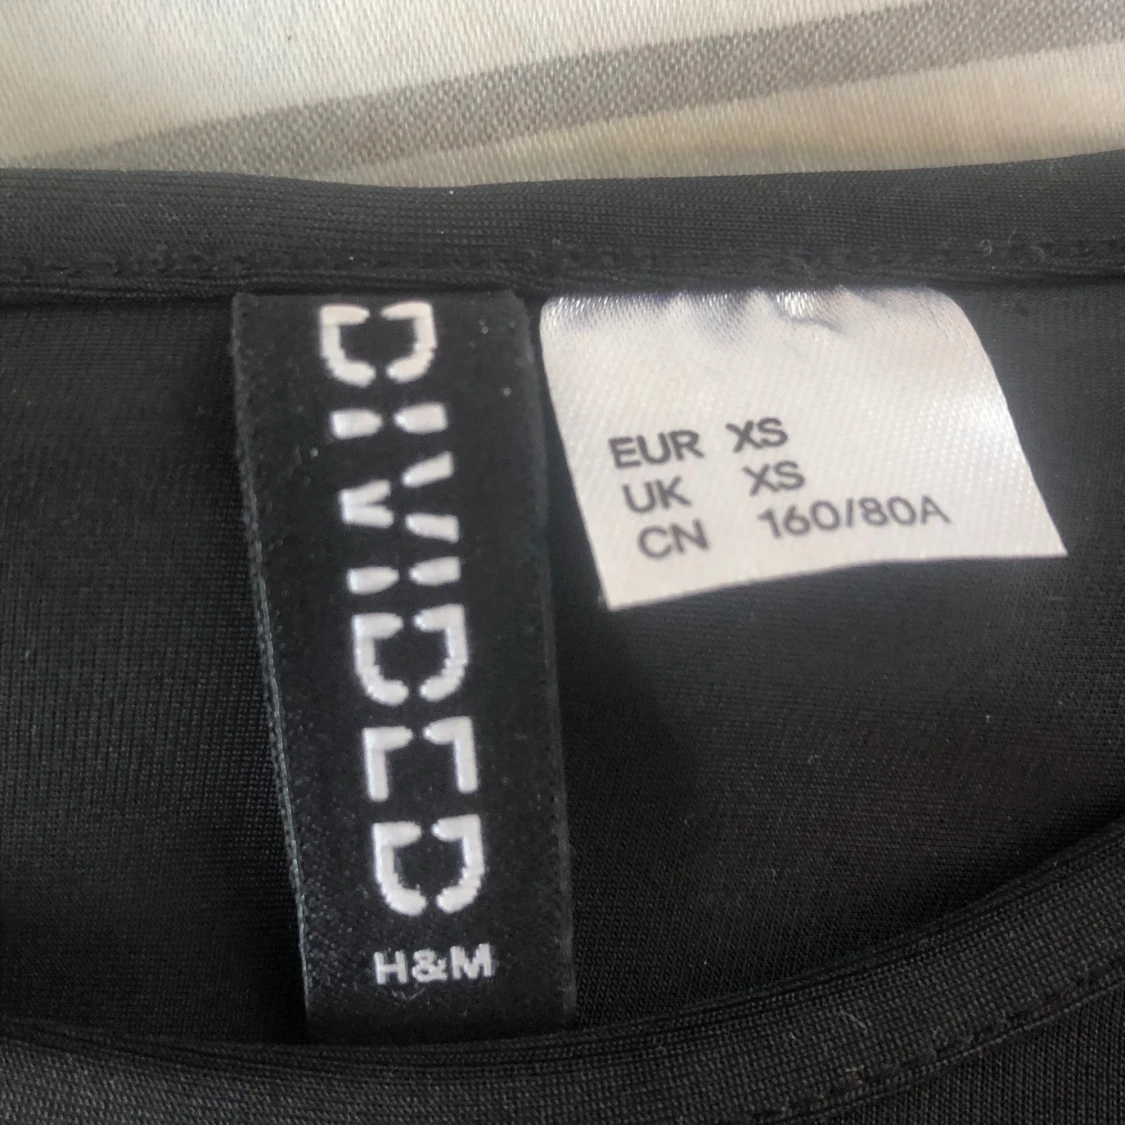 DIVIDED
H&M
EUR XS
UK XS
CN 160/80A